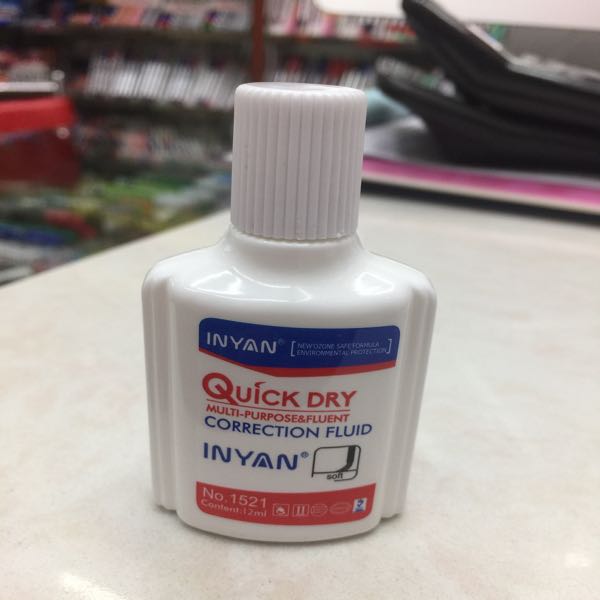 INYAN® [NEW'OZONE SAFE FORMULA
ENVIRONMENTAL PROTECTION]
QUICK DRY
MULTI-PURPOSE&FLUENT
CORRECTION FLUID
INYAN®
soft
No.1521
Content:12ml